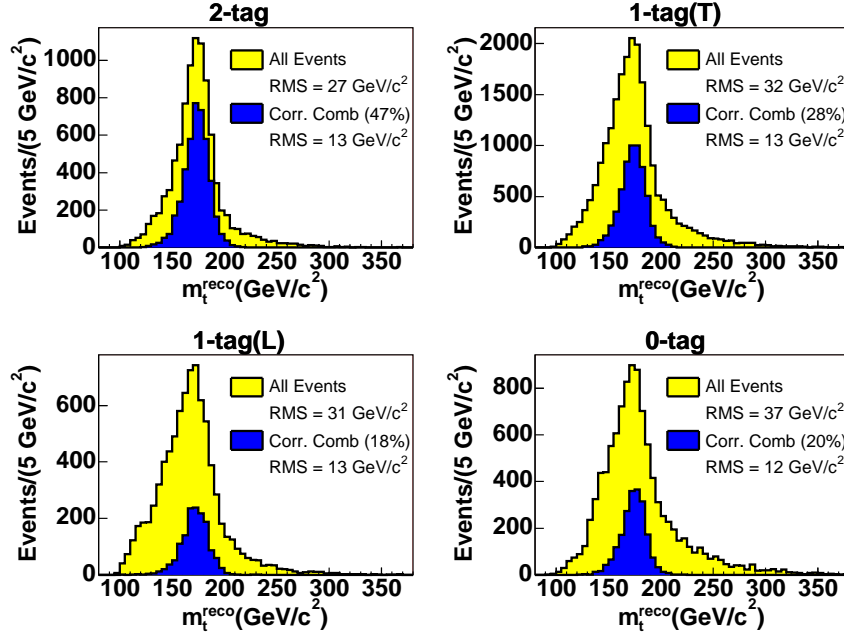 2-tag
Events/(5 GeV/c²)
1000
800
600
400
200
0
All Events
RMS = 27 GeV/c²
Corr. Comb (47%)
RMS = 13 GeV/c²
100 150 200 250 300 350
m_t^reco(GeV/c²)
1-tag(T)
Events/(5 GeV/c²)
2000
1500
1000
500
0
All Events
RMS = 32 GeV/c²
Corr. Comb (28%)
RMS = 13 GeV/c²
100 150 200 250 300 350
m_t^reco(GeV/c²)
1-tag(L)
Events/(5 GeV/c²)
600
400
200
0
All Events
RMS = 31 GeV/c²
Corr. Comb (18%)
RMS = 13 GeV/c²
100 150 200 250 300 350
m_t^reco(GeV/c²)
0-tag
Events/(5 GeV/c²)
800
600
400
200
0
All Events
RMS = 37 GeV/c²
Corr. Comb (20%)
RMS = 12 GeV/c²
100 150 200 250 300 350
m_t^reco(GeV/c²)